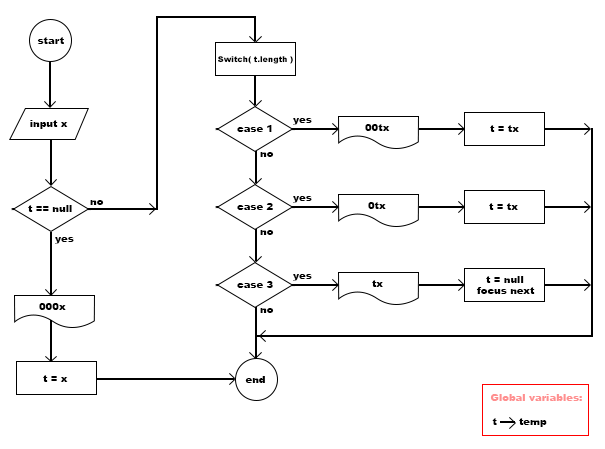 start
input x
t == null
no
yes
000x
t = x
Switch( t.length )
case 1
yes
no
00tx
t = tx
case 2
yes
no
0tx
t = tx
case 3
yes
no
tx
t = null
focus next
end
Global variables:
t → temp